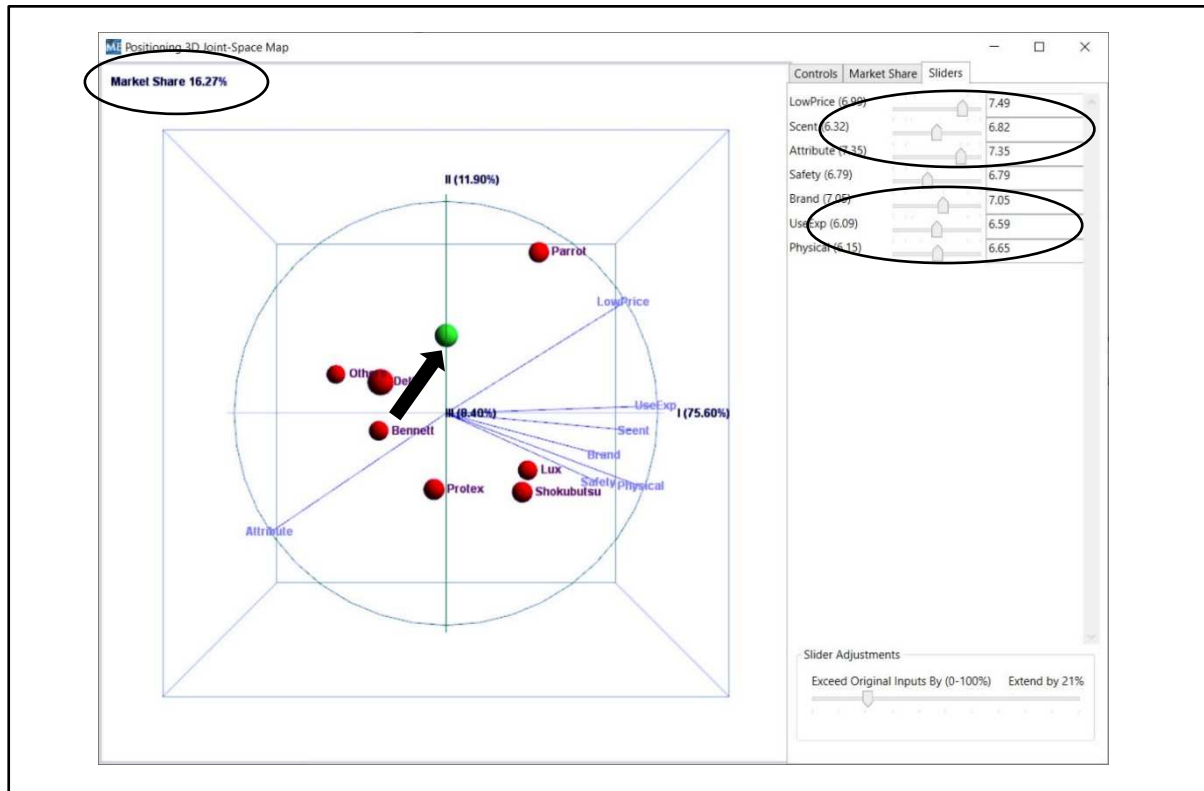 ME Positioning 3D Joint-Space Map
Market Share 16.27%
Controls Market Share Sliders
LowPrice (6.99) 7.49
Scent (6.32) 6.82
Attribute (7.35) 7.35
Safety (6.79) 6.79
Brand (7.05) 7.05
UseExp (6.09) 6.59
Physical (6.15) 6.65
II (11.90%)
Parrot
LowPrice
Others
Bennett
III (8.40%)
UseExp
I (75.60%)
Scent
Brand
Lux
Safety
Physical
Protex
Shokubutsu
Attribute
Slider Adjustments
Exceed Original Inputs By (0-100%) Extend by 21%